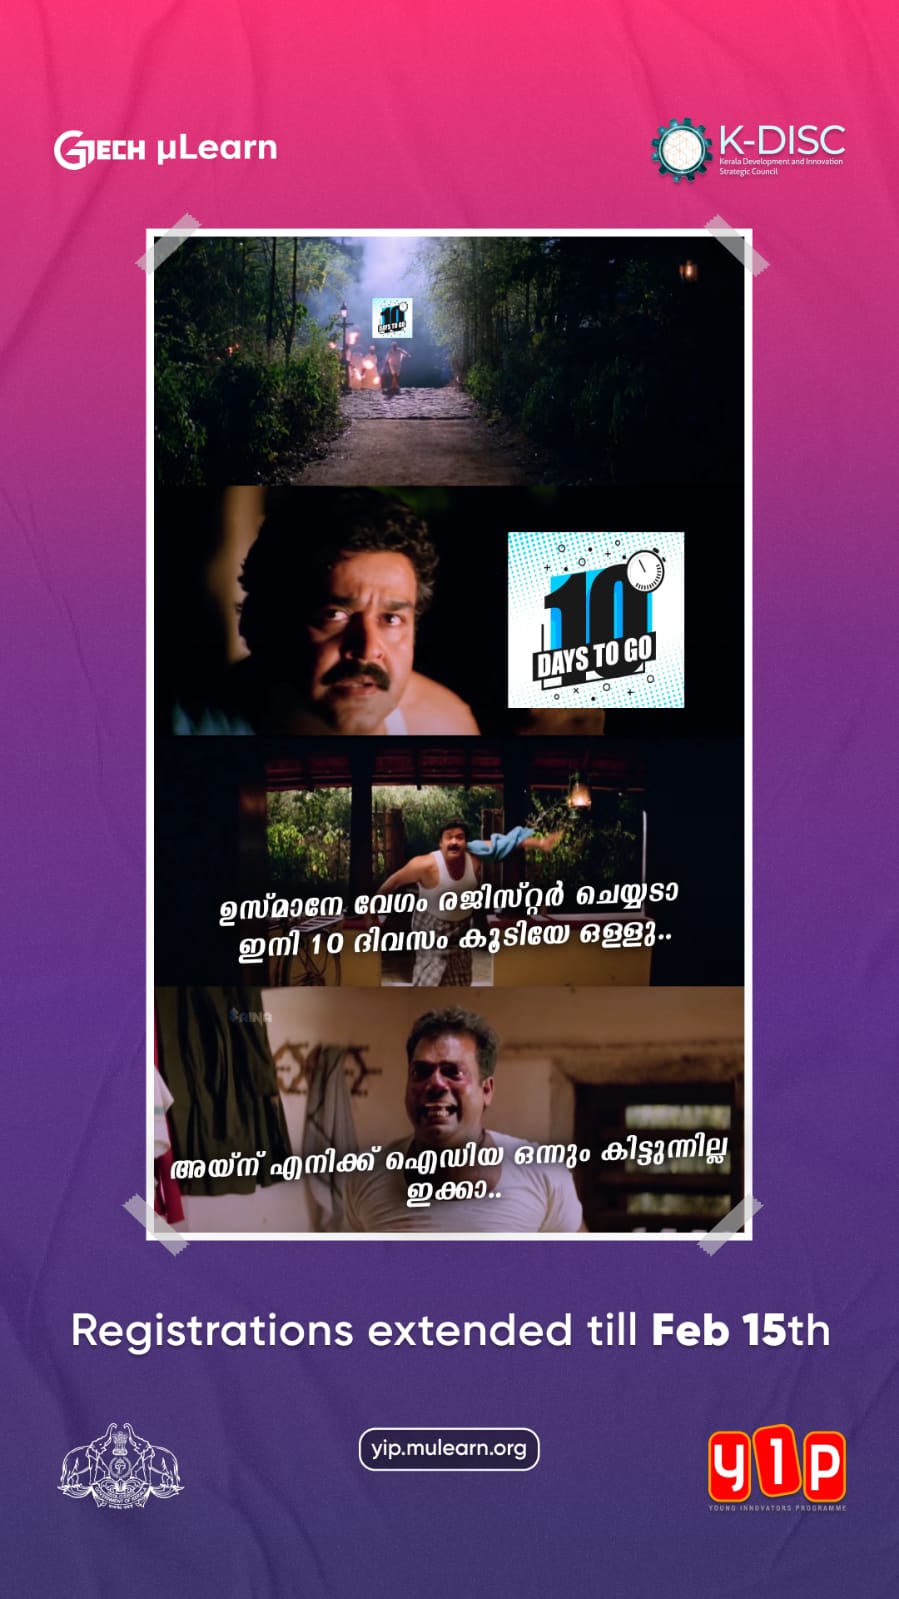 GTECH µLearn
K-DISC
Kerala Development and Innovation
Strategic Council
10
DAYS TO GO
10
DAYS TO GO
ഉസ്മാനേ വേഗം രജിസ്റ്റർ ചെയ്യടാ
ഇനി 10 ദിവസം കൂടിയേ ഒള്ളു..
SAINA
അയ്ന് എനിക്ക് ഐഡിയ ഒന്നും കിട്ടുന്നില്ല
ഇക്കാ..
Registrations extended till Feb 15th
yip.mulearn.org
yip
YOUNG INNOVATORS PROGRAMME